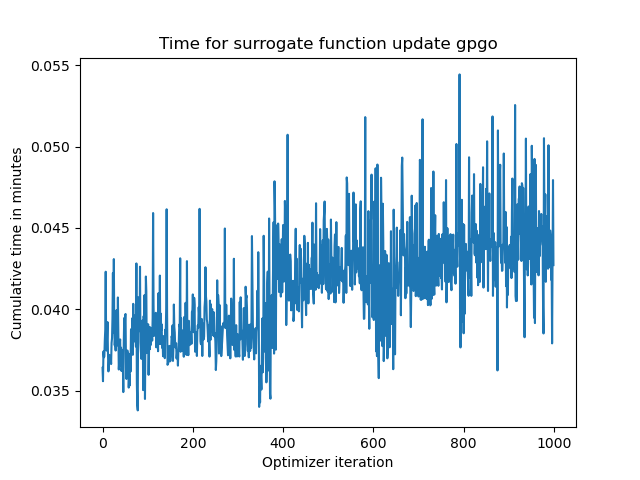 Time for surrogate function update gpgo
0.055
0.050
0.045
0.040
0.035
Cumulative time in minutes
0 200 400 600 800 1000
Optimizer iteration